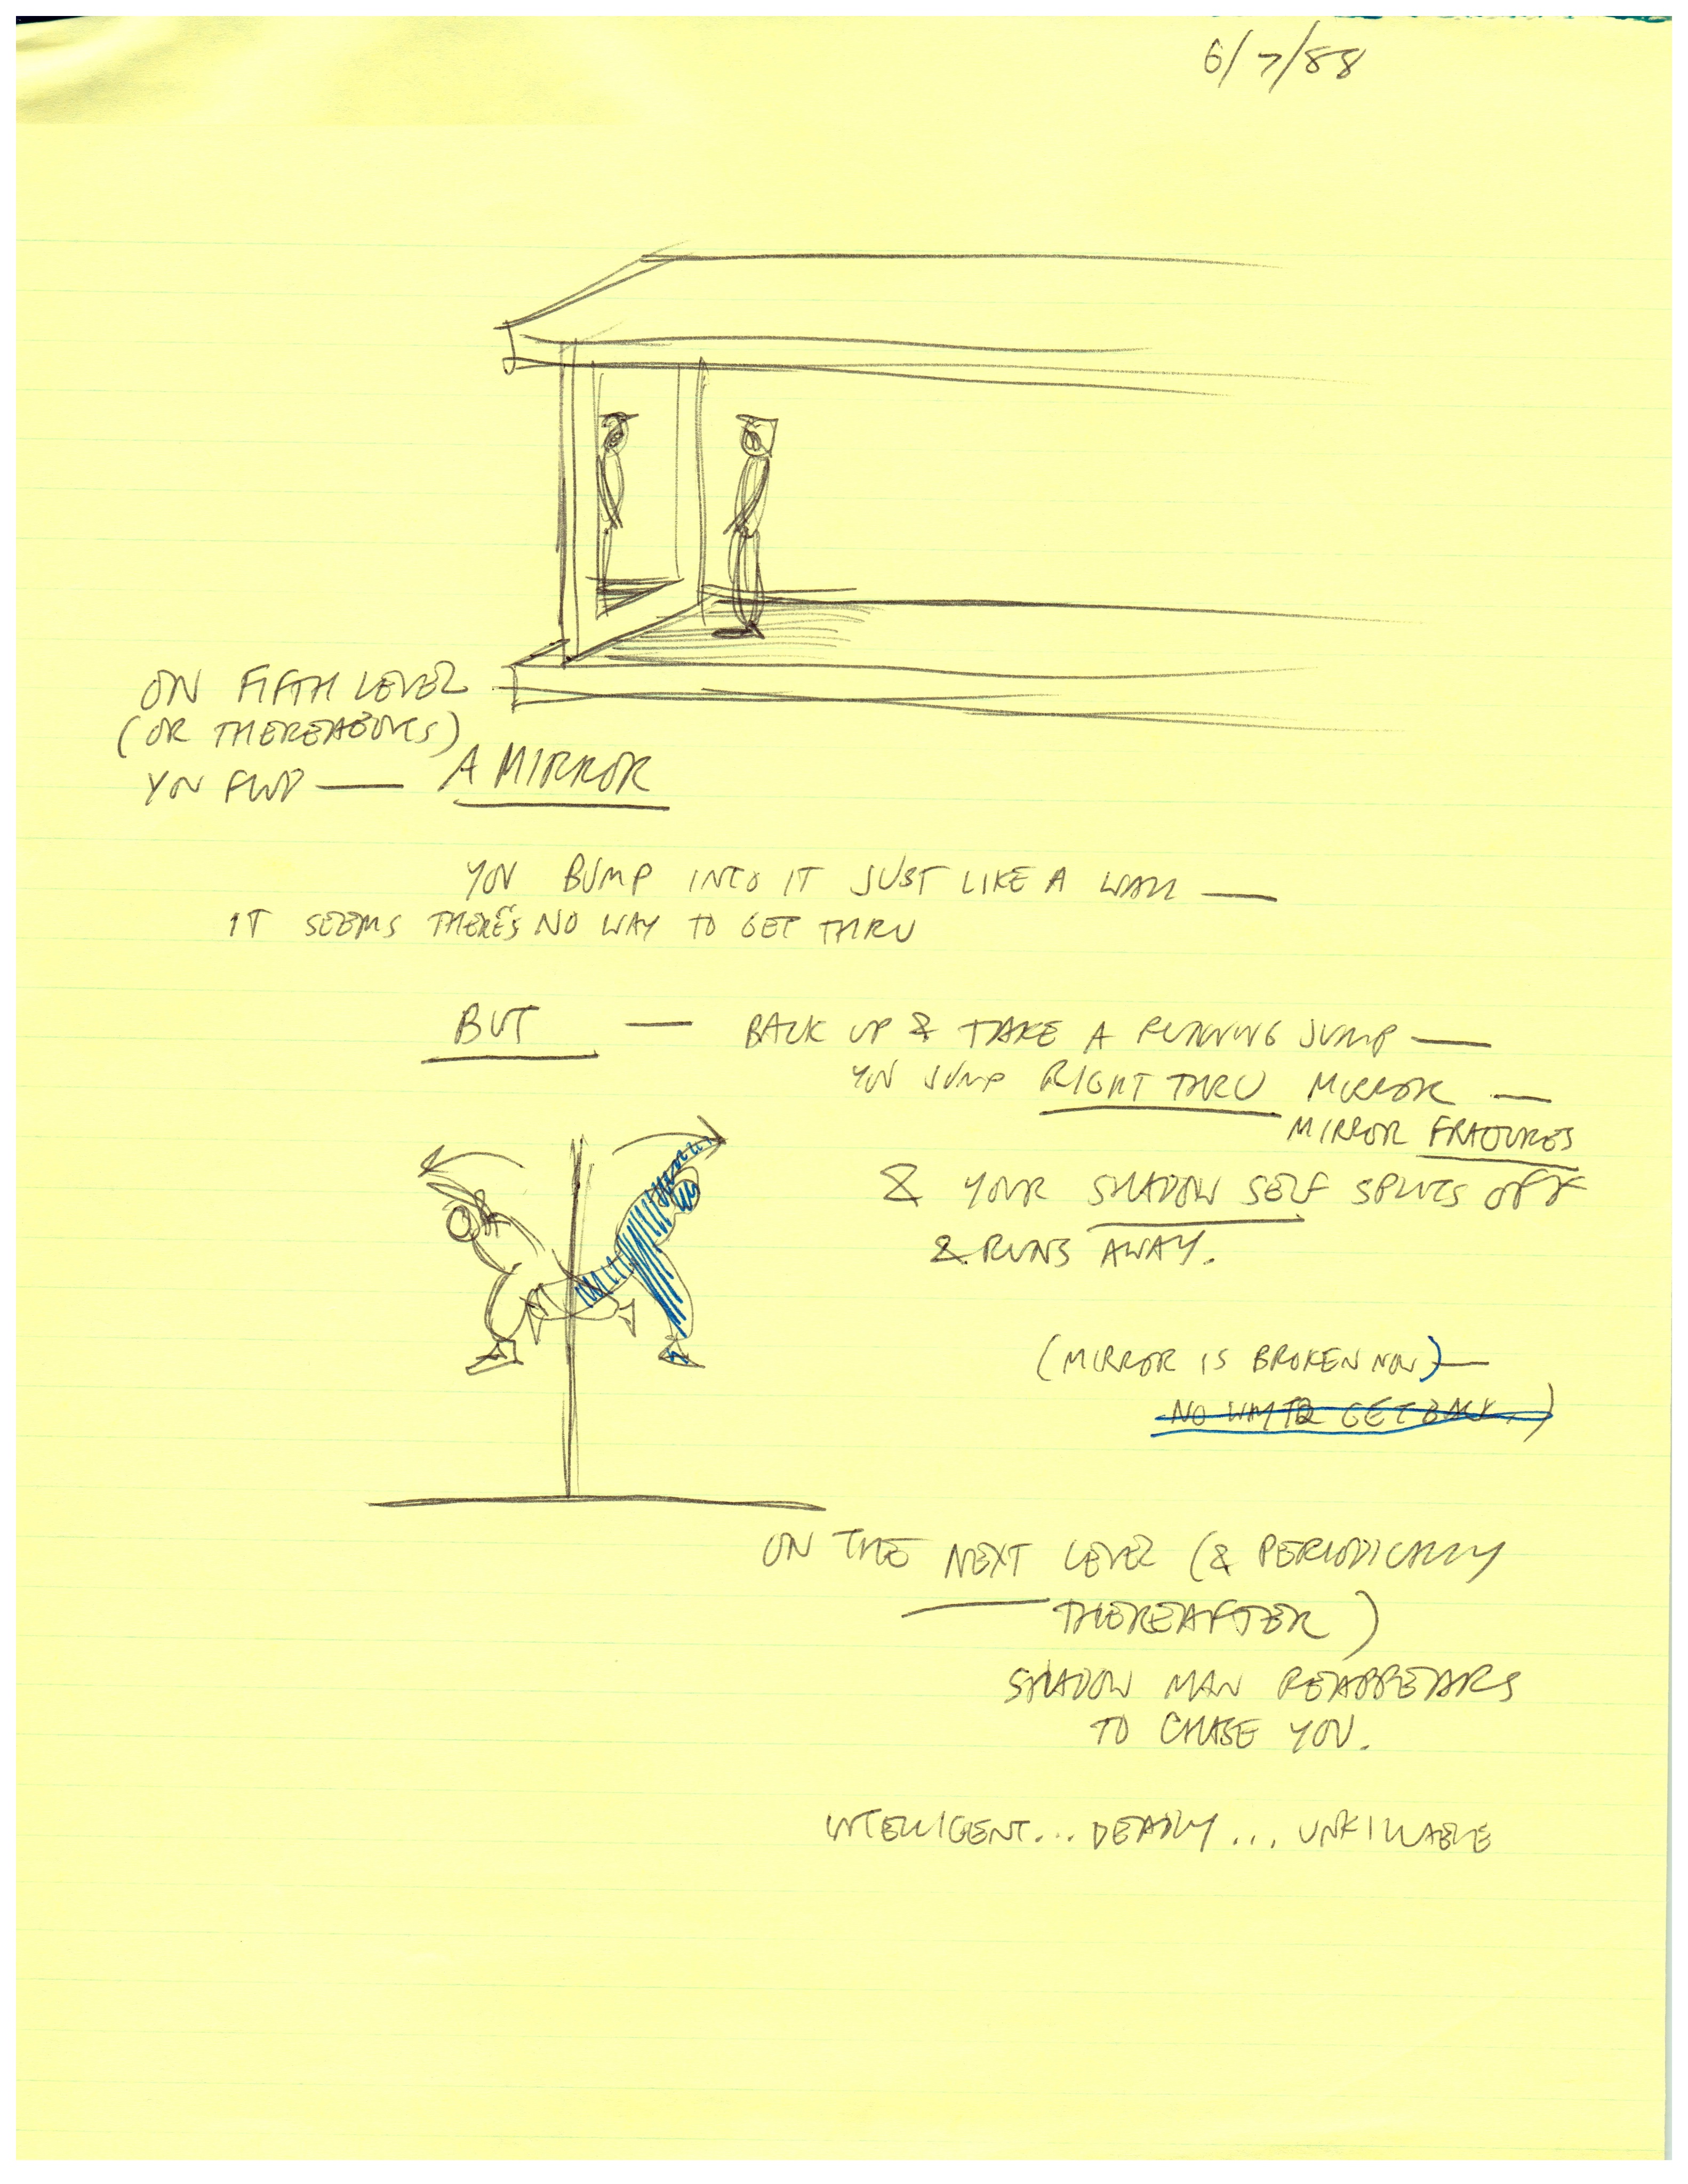 6/7/88
ON FIFTH LEVEL
(OR THEREABOUTS)
YOU FIND — A MIRROR
YOU BUMP INTO IT JUST LIKE A WALL —
IT SEEMS THERE'S NO WAY TO GET THRU
BUT — BACK UP & TAKE A RUNNING JUMP —
YOU JUMP RIGHT THRU MIRROR —
MIRROR FRACTURES
& YOUR SHADOW SELF SPLITS OFF
& RUNS AWAY.
(MIRROR IS BROKEN NOW) —
NO WAY TO GET BACK.)
ON THE NEXT LEVEL (& PERIODICALLY
THEREAFTER)
SHADOW MAN REAPPEARS
TO CHASE YOU.
INTELLIGENT... DEADLY... UNKILLABLE